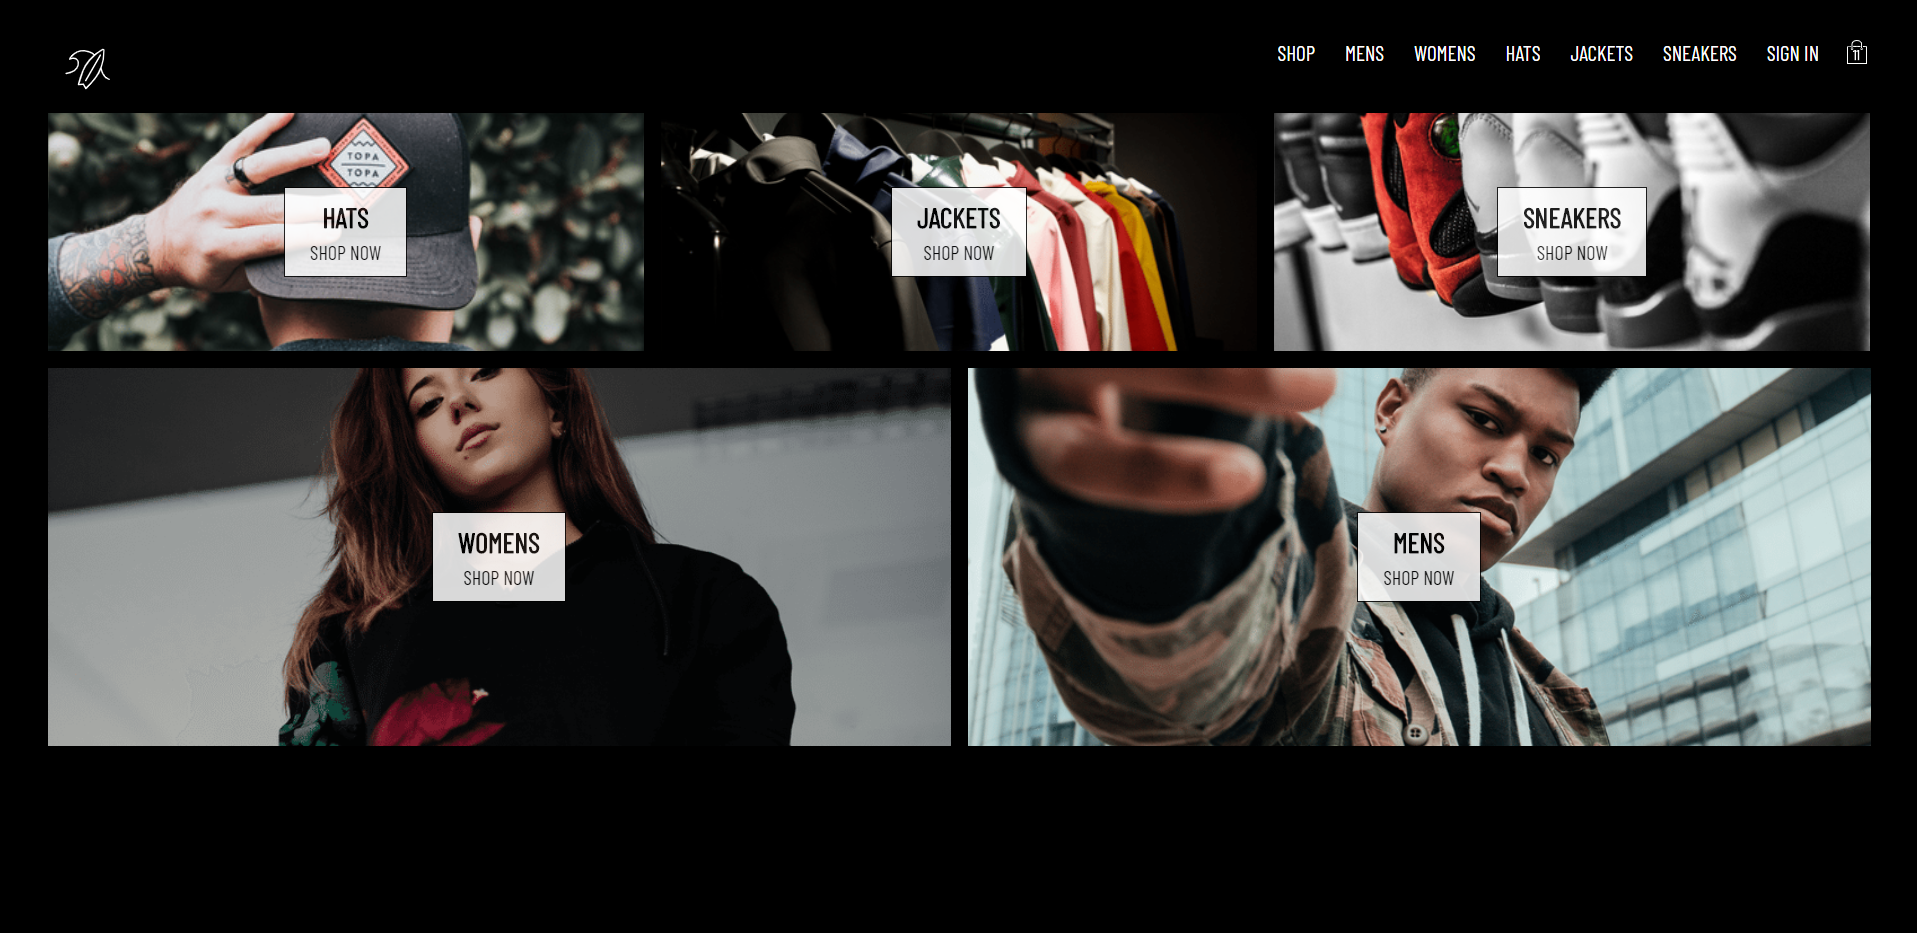 SHOP MENS WOMENS HATS JACKETS SNEAKERS SIGN IN 11
TOPA
TOPA
HATS
SHOP NOW
JACKETS
SHOP NOW
SNEAKERS
SHOP NOW
WOMENS
SHOP NOW
MENS
SHOP NOW